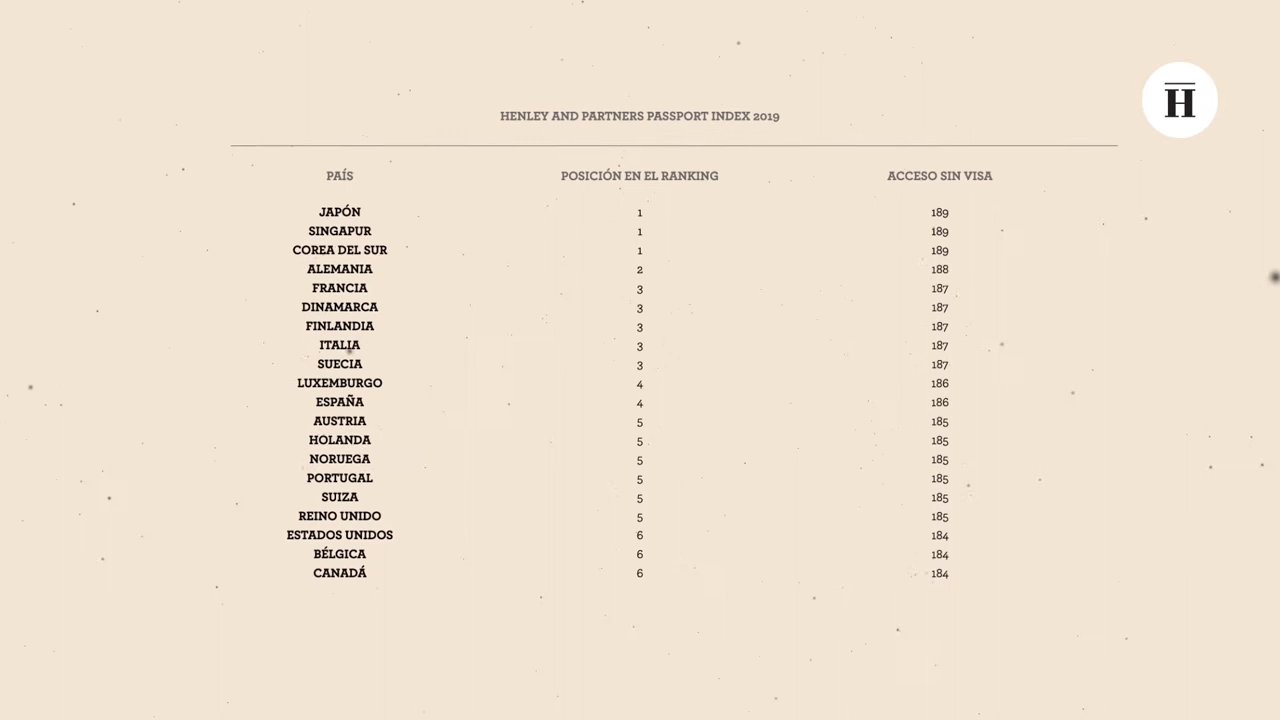 H
HENLEY AND PARTNERS PASSPORT INDEX 2019
PAÍS POSICIÓN EN EL RANKING ACCESO SIN VISA
JAPÓN 1 189
SINGAPUR 1 189
COREA DEL SUR 1 189
ALEMANIA 2 188
FRANCIA 3 187
DINAMARCA 3 187
FINLANDIA 3 187
ITALIA 3 187
SUECIA 3 187
LUXEMBURGO 4 186
ESPAÑA 4 186
AUSTRIA 5 185
HOLANDA 5 185
NORUEGA 5 185
PORTUGAL 5 185
SUIZA 5 185
REINO UNIDO 5 185
ESTADOS UNIDOS 6 184
BÉLGICA 6 184
CANADÁ 6 184